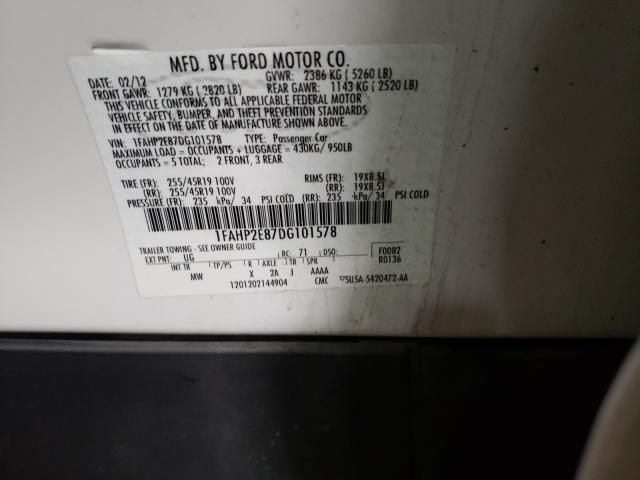 MFD. BY FORD MOTOR CO.
DATE: 02/12 GVWR: 2386 KG ( 5260 LB)
FRONT GAWR: 1279 KG ( 2820 LB) REAR GAWR: 1143 KG ( 2520 LB)
THIS VEHICLE CONFORMS TO ALL APPLICABLE FEDERAL MOTOR
VEHICLE SAFETY, BUMPER, AND THEFT PREVENTION STANDARDS
IN EFFECT ON THE DATE OF MANUFACTURE SHOWN ABOVE.
VIN: 1FAHP2E87DG101578 TYPE: Passenger Car
MAXIMUM LOAD = OCCUPANTS + LUGGAGE = 430KG/ 950LB
OCCUPANTS = 5 TOTAL; 2 FRONT, 3 REAR
TIRE (FR): 255/45R19 100V RIMS (FR): 19X8.5J
(RR): 255/45R19 100V (RR): 19X8.5J
PRESSURE (FR): 235 kPa/ 34 PSI COLD (RR): 235 kPa/ 34 PSI COLD
1FAHP2E87DG101578
TRAILER TOWING - SEE OWNER GUIDE
EXT PNT: UG RC: 71 DSO: F0082
INT TR TP/PS R AXLE TR SPR R0136
MW X 2A J AAAA
1201202144904 CMC ▽5U5A-5420472-AA